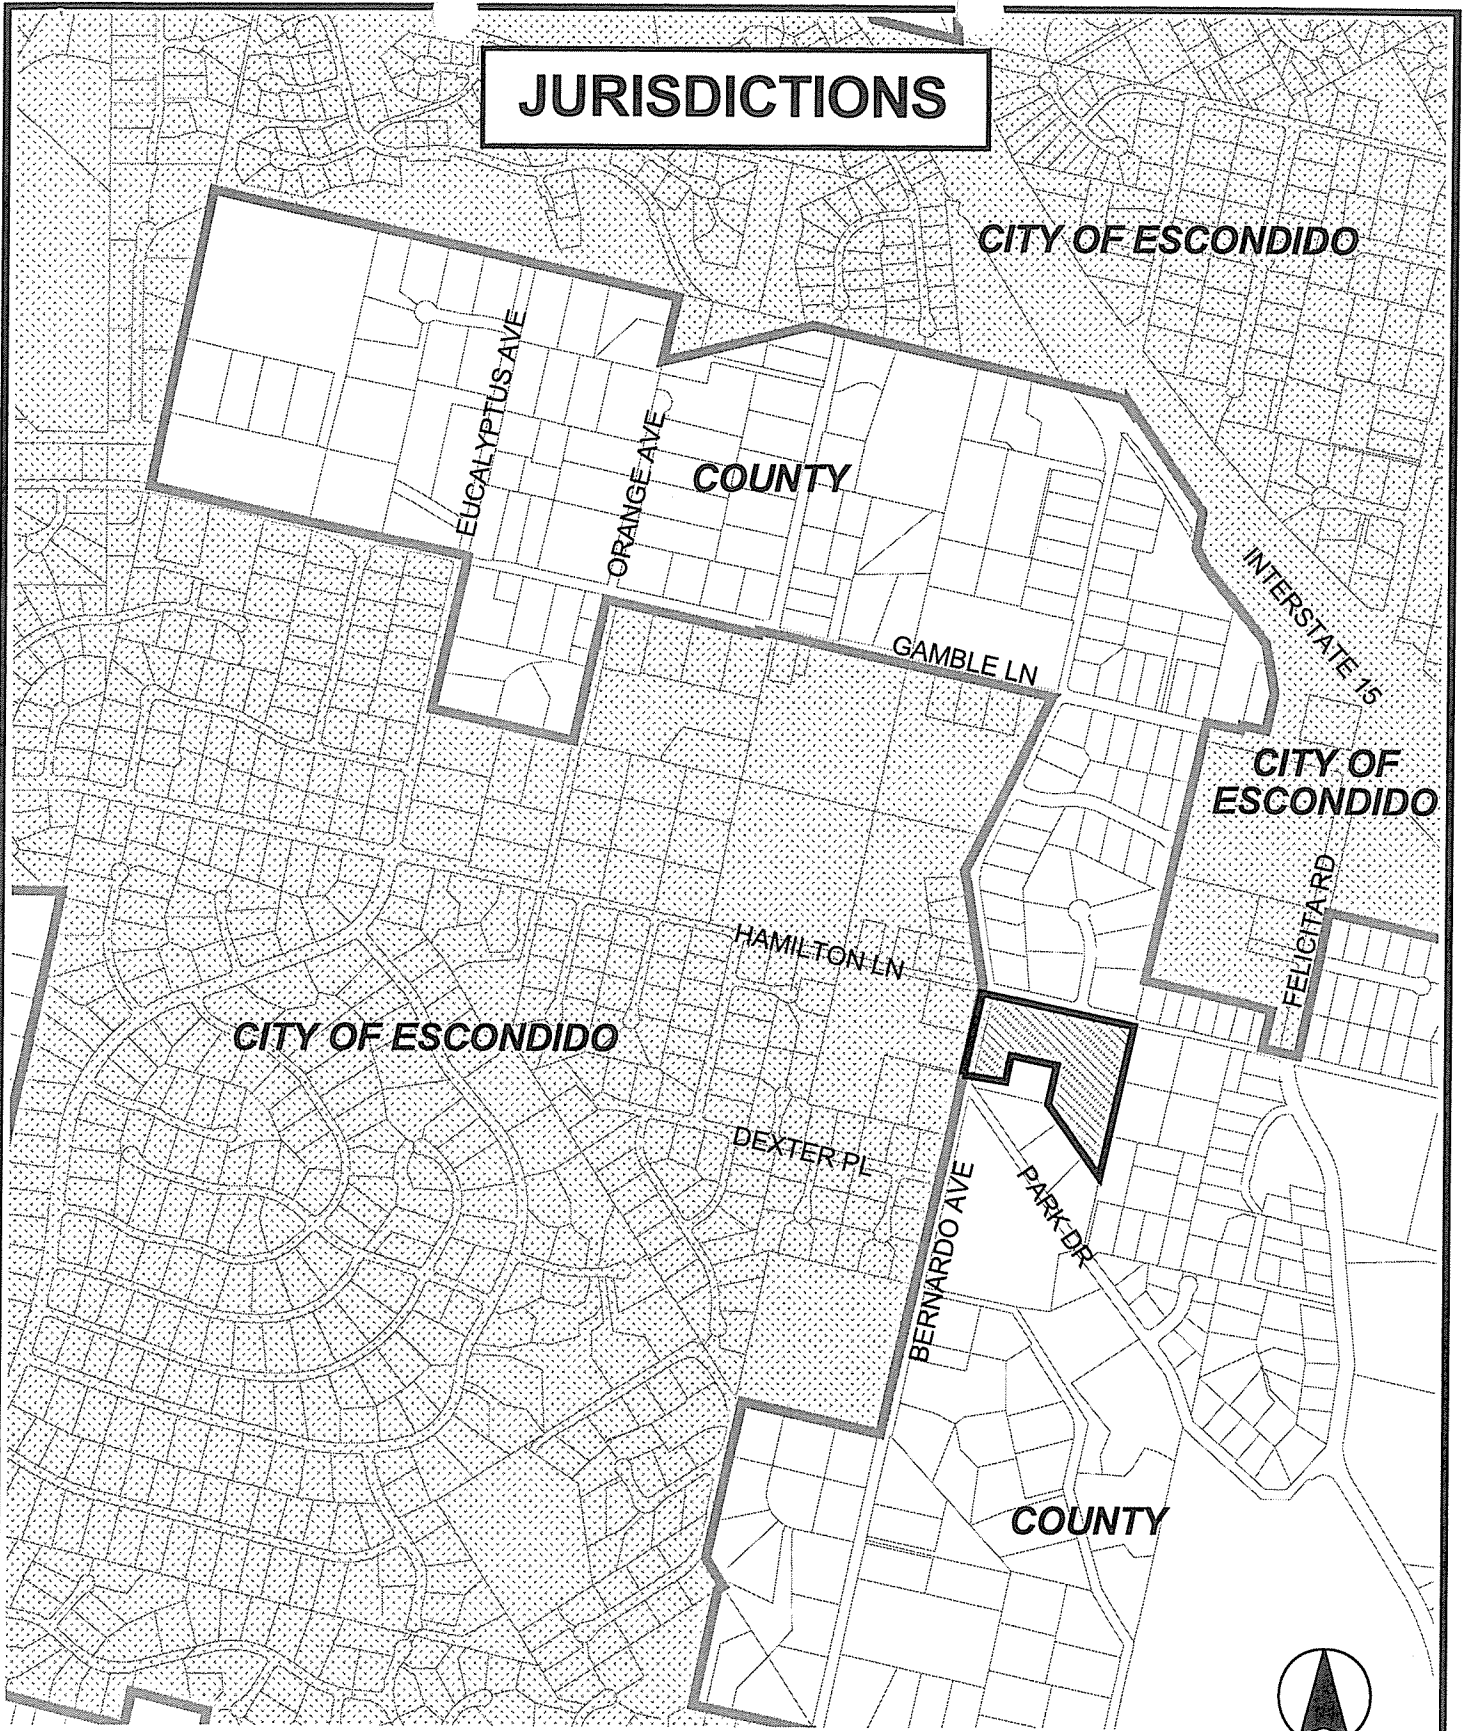 JURISDICTIONS
CITY OF ESCONDIDO
EUCALYPTUS AVE
ORANGE AVE
COUNTY
INTERSTATE 15
GAMBLE LN
CITY OF
ESCONDIDO
FELICITA RD
HAMILTON LN
CITY OF ESCONDIDO
DEXTER PL
BERNARDO AVE
PARK DR
COUNTY